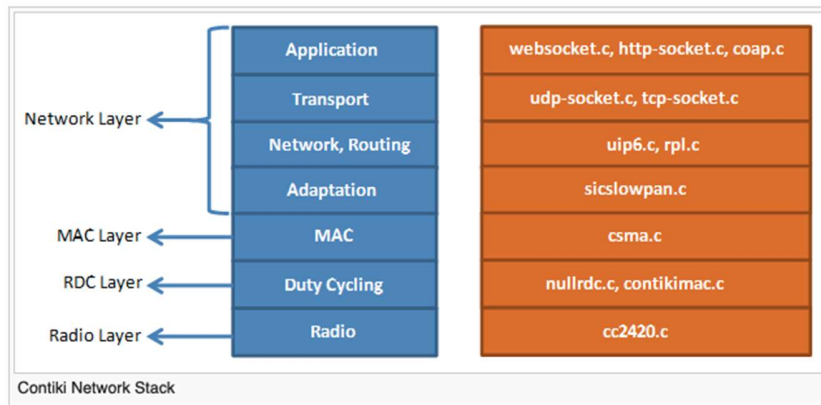 Application
websocket.c, http-socket.c, coap.c
Transport
udp-socket.c, tcp-socket.c
Network Layer
Network, Routing
uip6.c, rpl.c
Adaptation
sicslowpan.c
MAC Layer
MAC
csma.c
RDC Layer
Duty Cycling
nullrdc.c, contikimac.c
Radio Layer
Radio
cc2420.c
Contiki Network Stack